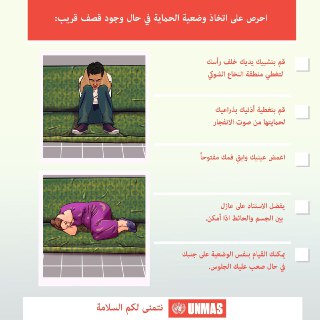 احرص على اتخاذ وضعية الحماية في حال وجود قصف قريب:
قم بتشبيك يديك خلف رأسك
لتغطي منطقة النخاع الشوكي
قم بتغطية أذنيك بذراعيك
لحمايتها من صوت الانفجار
اغمض عينيك وابق فمك مفتوحاً
يفضل الاستناد على عازل
بين الجسم والحائط اذا أمكن.
يمكنك القيام بنفس الوضعية على جنبك
في حال صعب عليك الجلوس.
نتمنى لكم السلامة
UNMAS